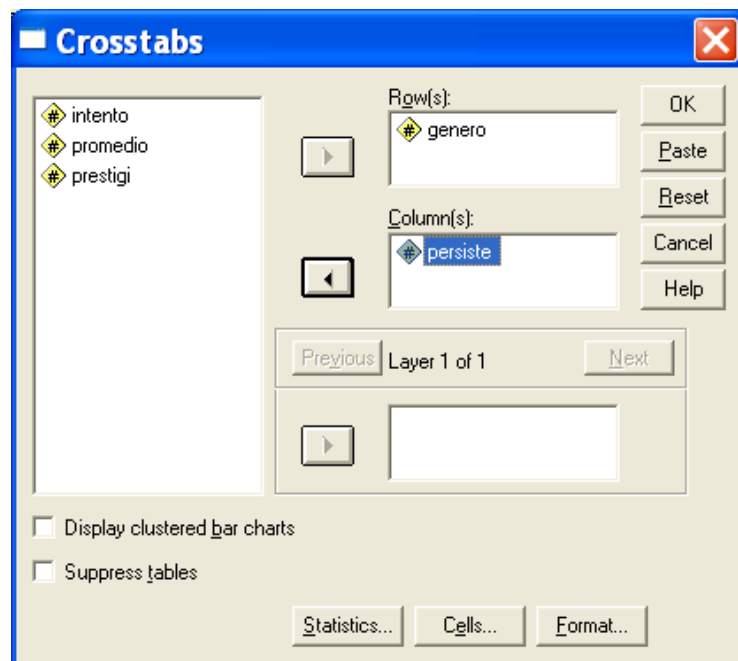 Crosstabs
intento
promedio
prestigi
Row(s):
genero
Column(s):
persiste
Previous
Layer 1 of 1
Next
Display clustered bar charts
Suppress tables
Statistics...
Cells...
Format...
OK
Paste
Reset
Cancel
Help